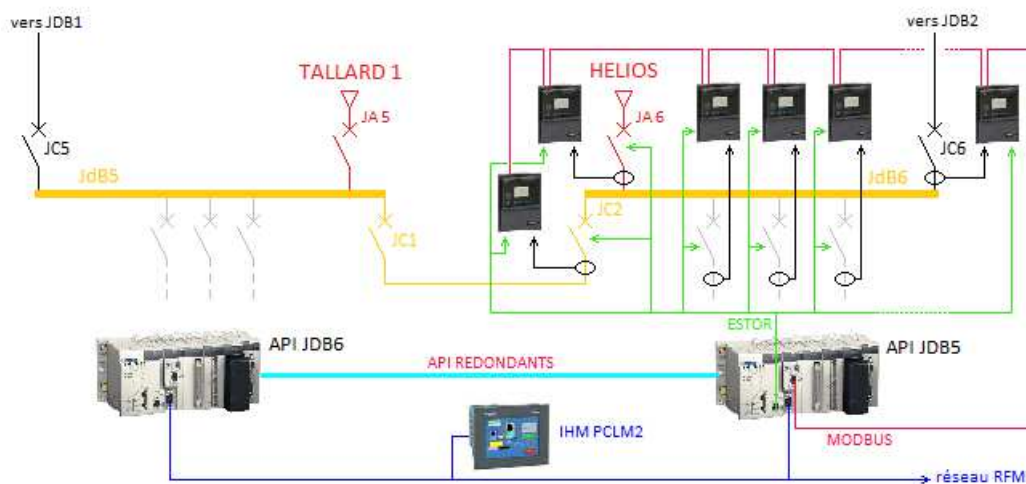 vers JDB1
vers JDB2
TALLARD 1
HELIOS
JA 5
JA 6
JC5
JC6
JdB5
JdB6
JC2
JC1
ESTOR
API JDB6
API JDB5
API REDONDANTS
IHM PCLM2
MODBUS
réseau RFM